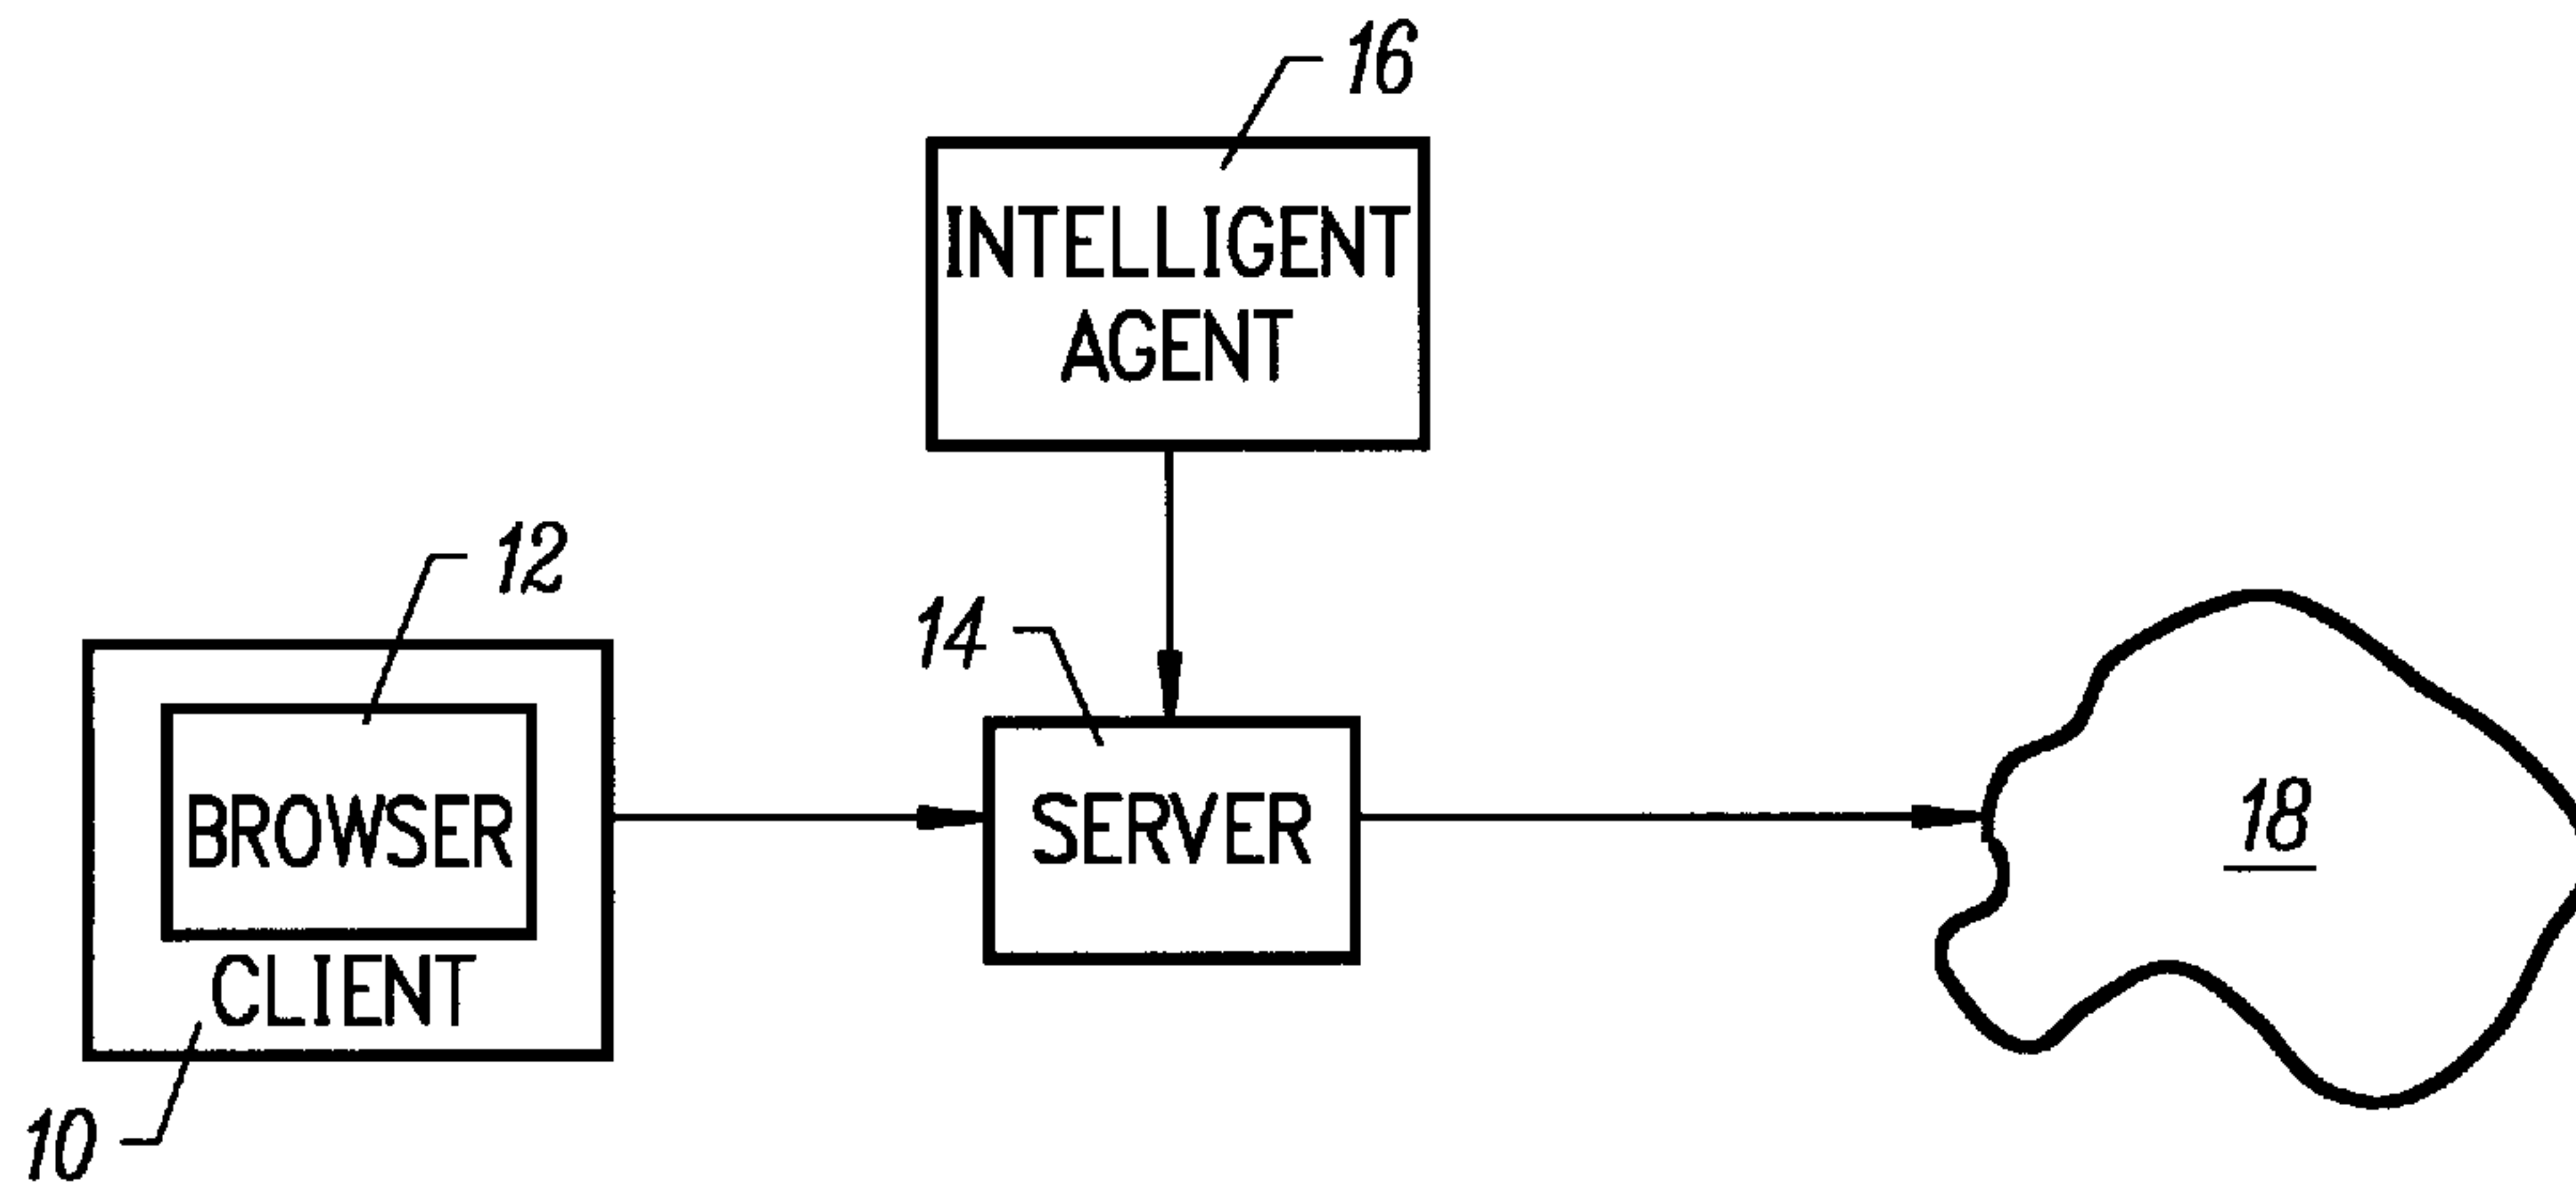 16
INTELLIGENT
AGENT
12
14
BROWSER
SERVER
18
CLIENT
10